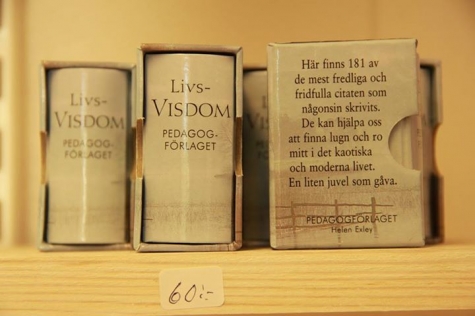 Livs-
VISDOM
PEDAGOG-
FÖRLAGET
Livs-
VISDOM
PEDAGOG-
FÖRLAGET
Här finns 181 av
de mest fredliga och
fridfulla citaten som
någonsin skrivits.
De kan hjälpa oss
att finna lugn och ro
mitt i det kaotiska
och moderna livet.
En liten juvel som gåva.
PEDAGOGFÖRLAGET
Helen Exley
60:-